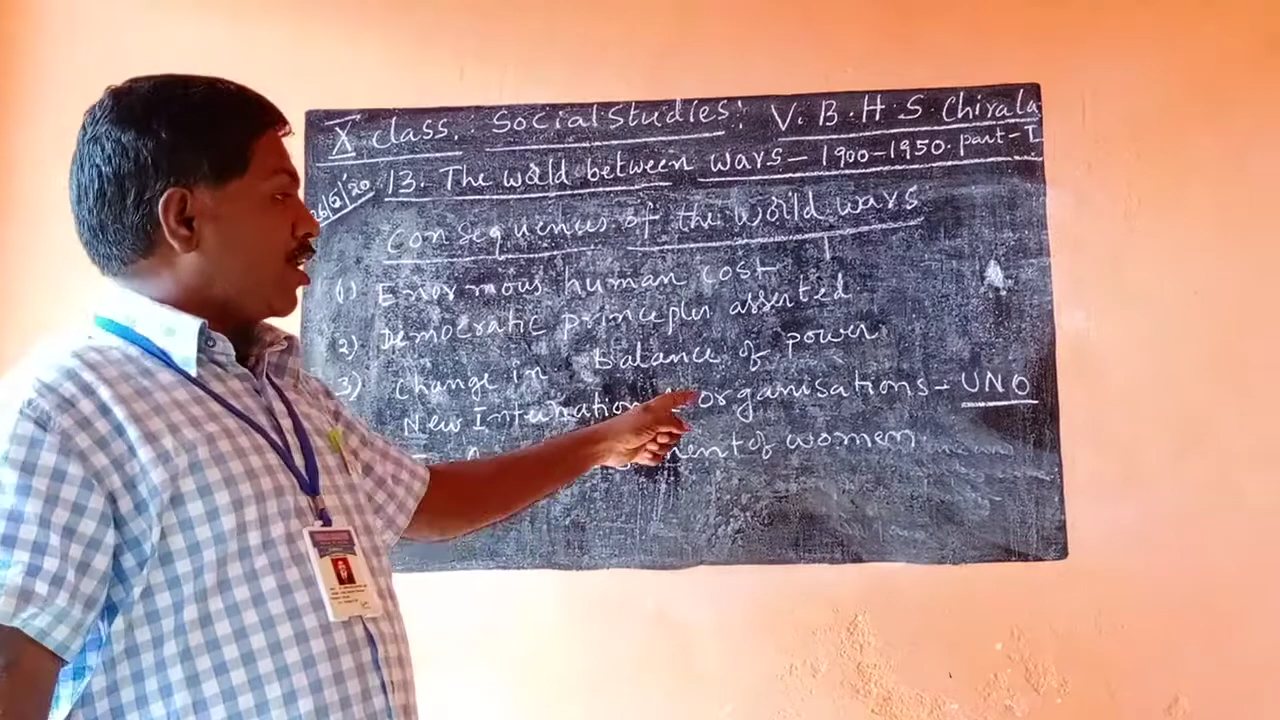 X class. Social Studies: V. B. H. S. Chirala
26/6/'20 13. The world between wars - 1900-1950. part-I
Consequences of the world wars
(1) Enormous human cost
2) Democratic principles asserted
3) Change in balance of power
New organisations - UNO
of women